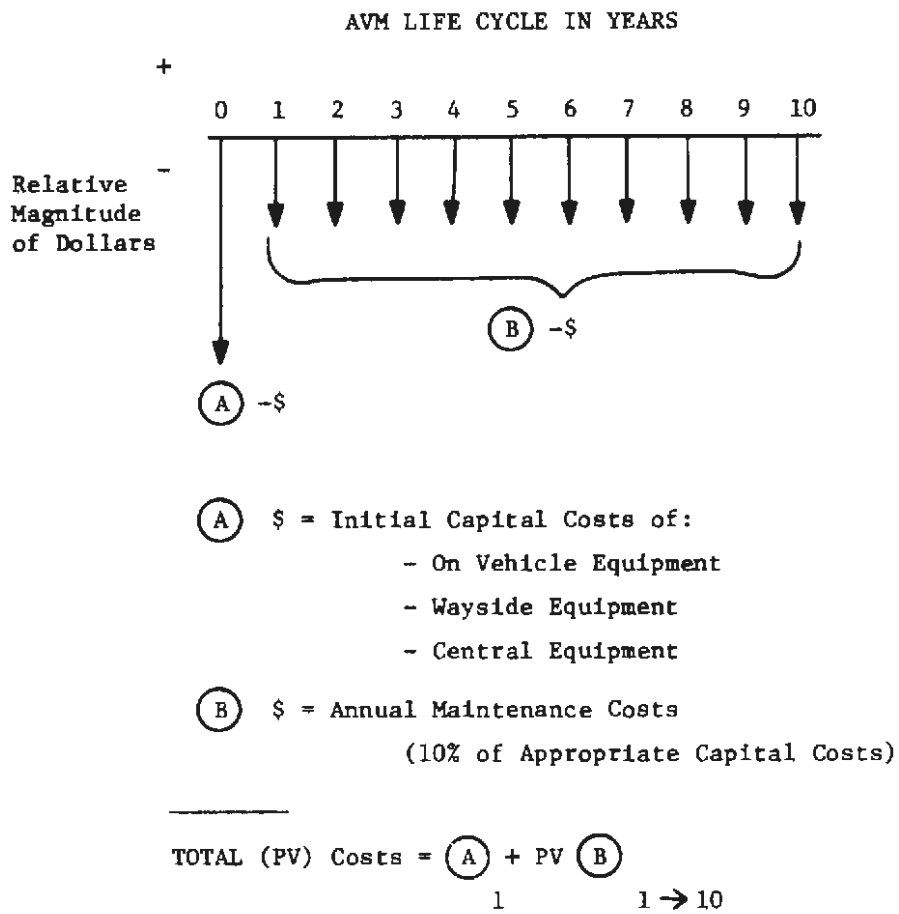 AVM LIFE CYCLE IN YEARS
+
0 1 2 3 4 5 6 7 8 9 10
-
Relative
Magnitude
of Dollars
B -$
A -$
A $ = Initial Capital Costs of:
- On Vehicle Equipment
- Wayside Equipment
- Central Equipment
B $ = Annual Maintenance Costs
(10% of Appropriate Capital Costs)
TOTAL (PV) Costs = A + PV B
1 1 → 10